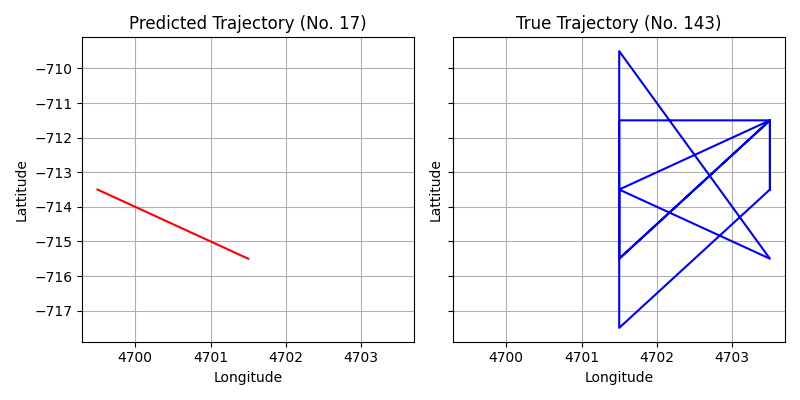 Predicted Trajectory (No. 17)
True Trajectory (No. 143)
Lattitude
−710
−711
−712
−713
−714
−715
−716
−717
4700 4701 4702 4703
Longitude
Lattitude
4700 4701 4702 4703
Longitude